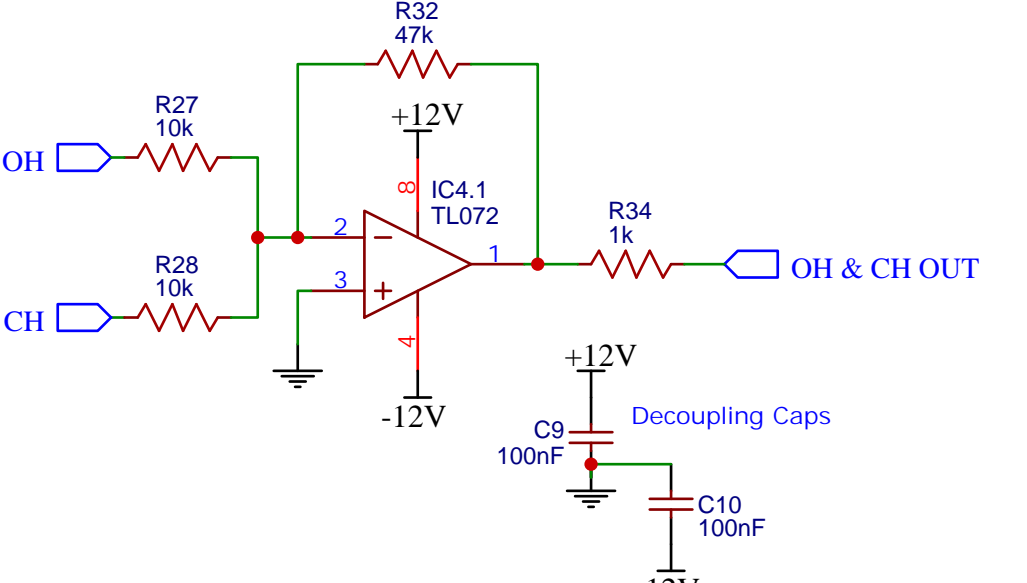 R32
47k
+12V
R27
10k
OH
8
IC4.1
TL072
2
R34
1k
1
OH & CH OUT
R28
10k
3
CH
4
-12V
+12V
Decoupling Caps
C9
100nF
C10
100nF
12V